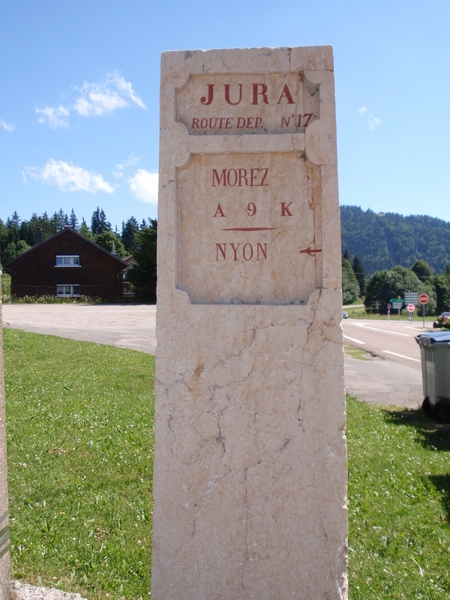 JURA
ROUTE DEP. N° 17
MOREZ
A 9 K
NYON